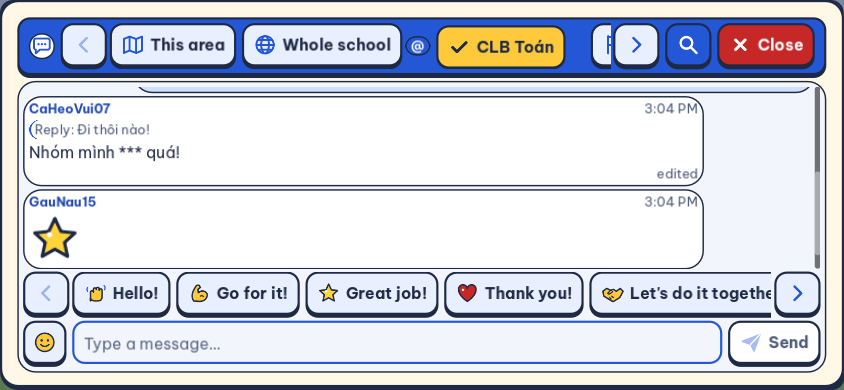 This area
Whole school
@
CLB Toán
Close
CaHeoVui07
3:04 PM
Reply: Đi thôi nào!
Nhóm mình *** quá!
edited
GauNau15
3:04 PM
Hello!
Go for it!
Great job!
Thank you!
Let's do it togethe
Type a message...
Send